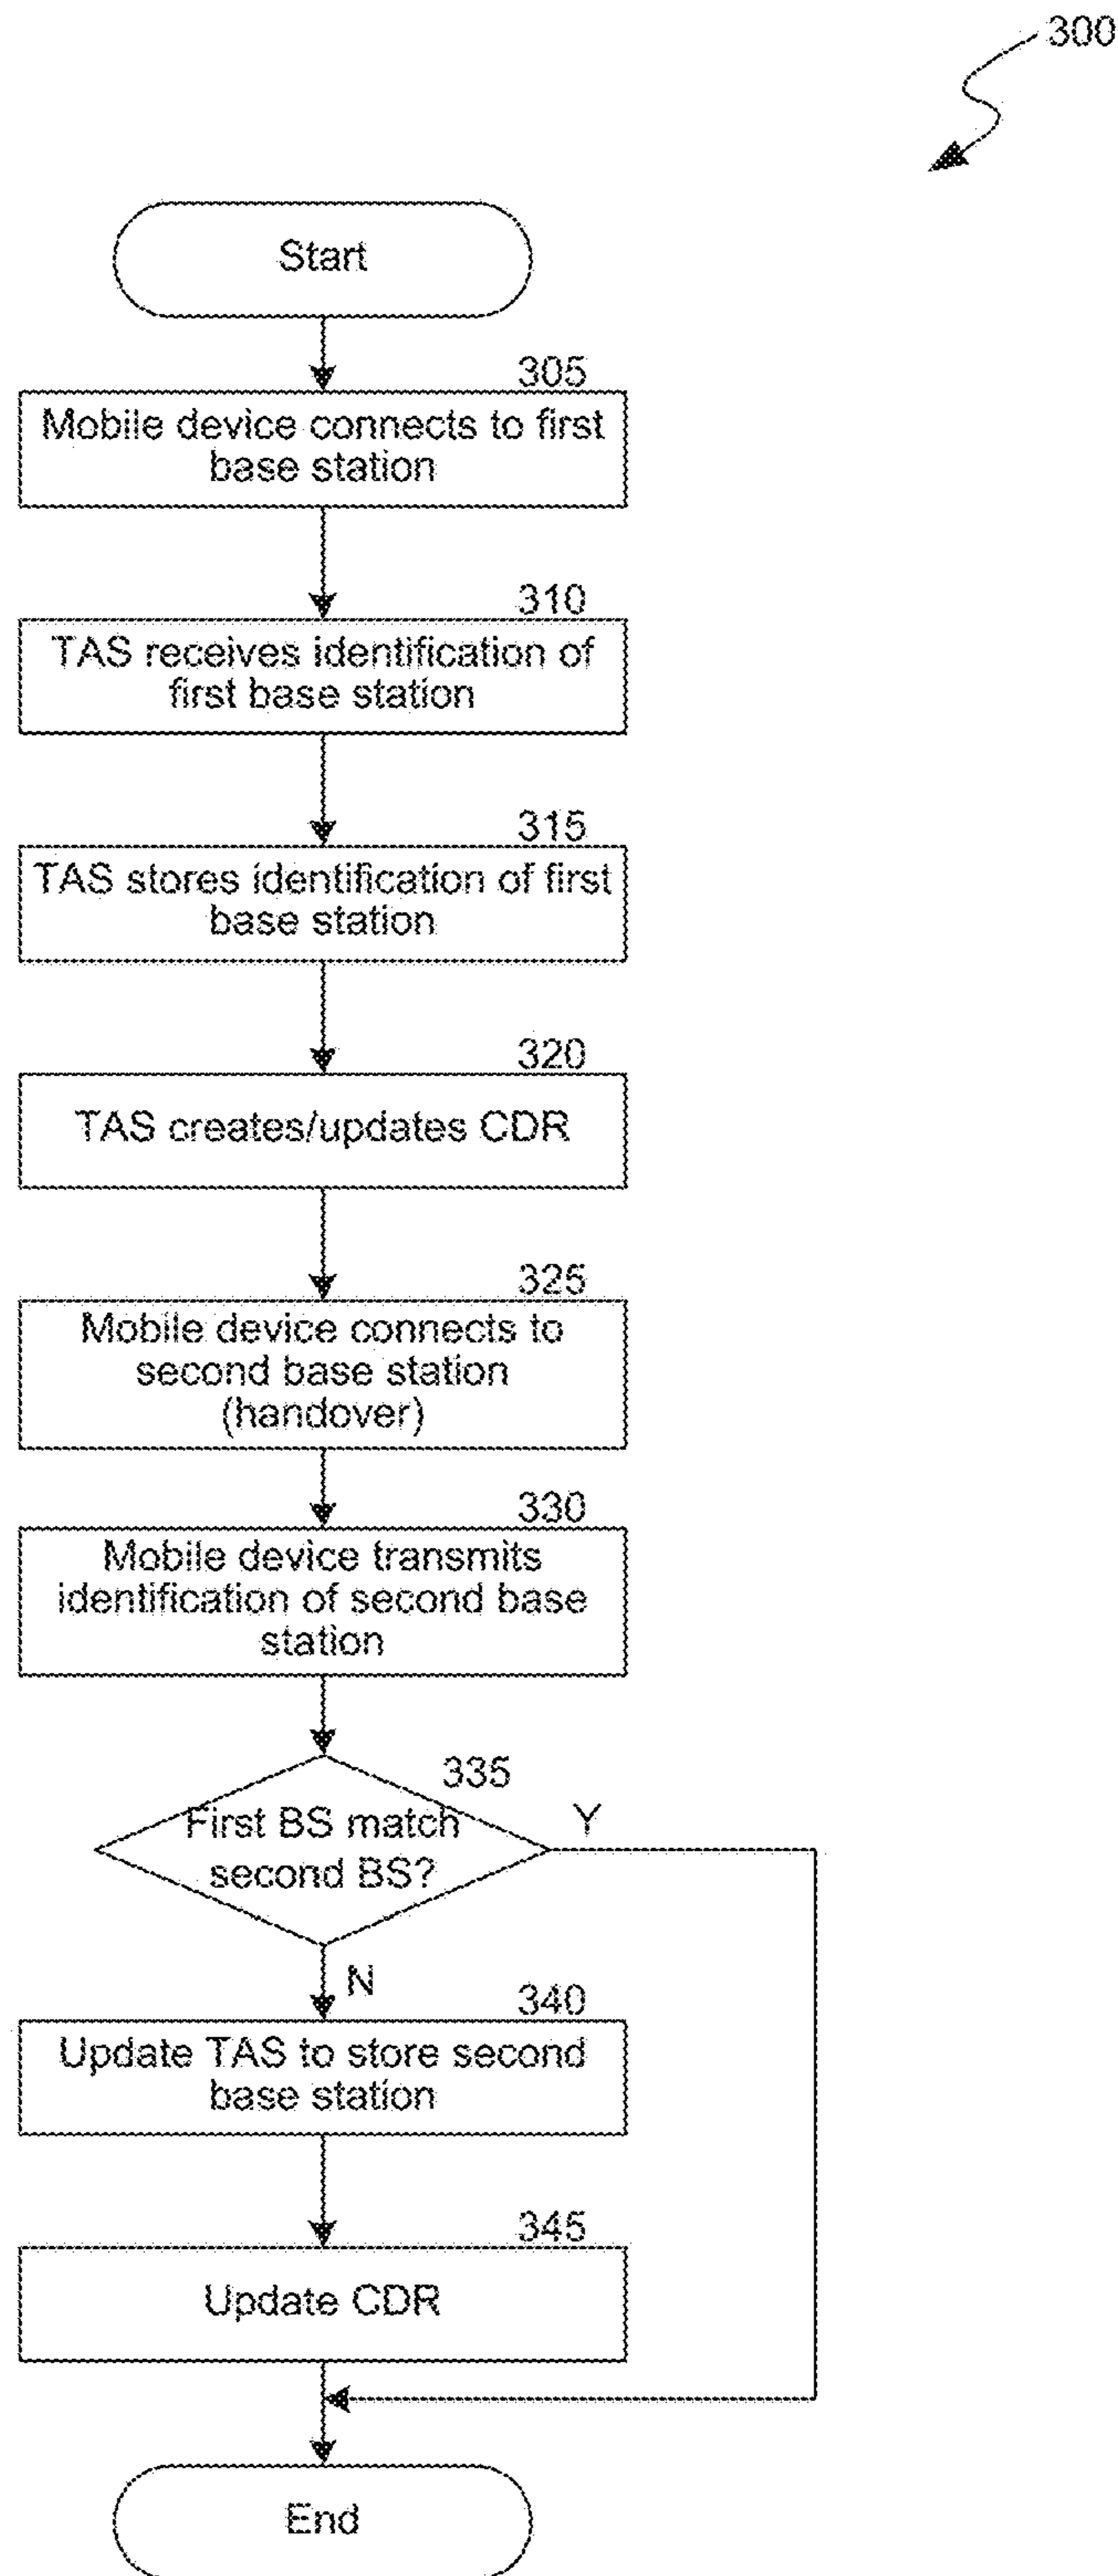 300
Start
305
Mobile device connects to first
base station
310
TAS receives identification of
first base station
315
TAS stores identification of first
base station
320
TAS creates/updates CDR
325
Mobile device connects to
second base station
(handover)
330
Mobile device transmits
identification of second base
station
335
First BS match
second BS?
Y
N
340
Update TAS to store second
base station
345
Update CDR
End